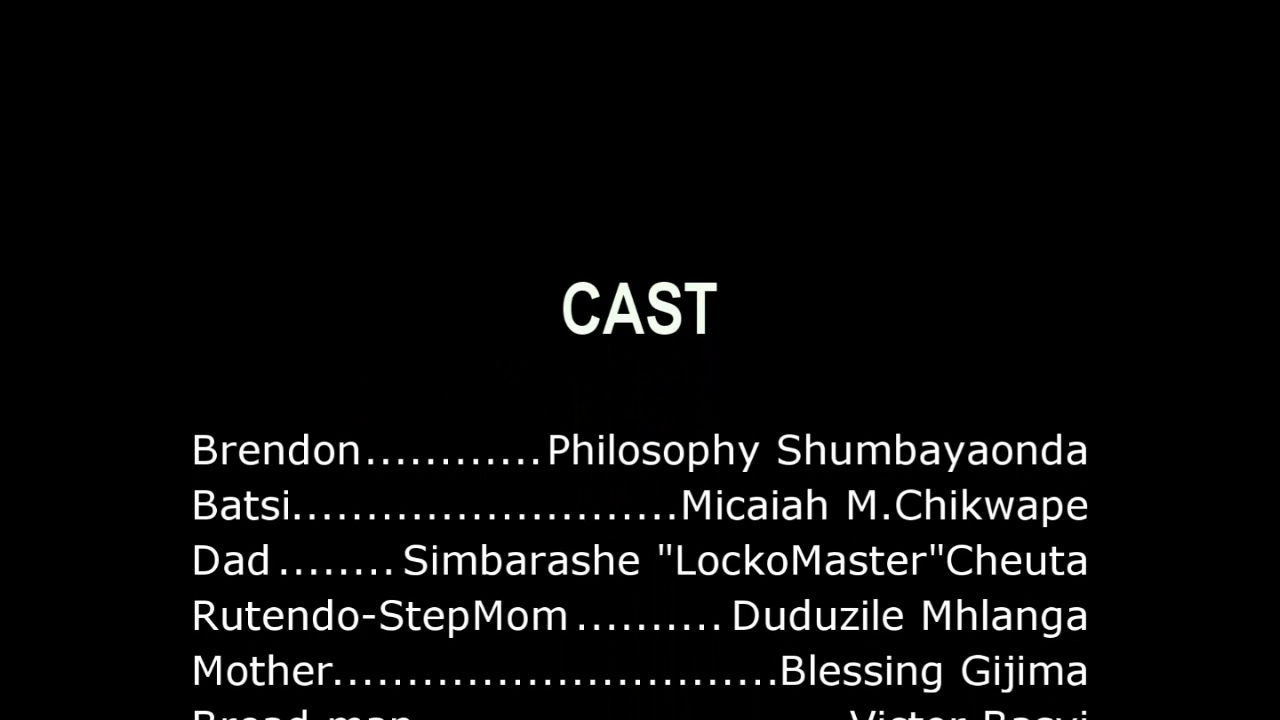 CAST
Brendon............Philosophy Shumbayaonda
Batsi..........................Micaiah M.Chikwape
Dad........Simbarashe "LockoMaster"Cheuta
Rutendo-StepMom..........Duduzile Mhlanga
Mother..............................Blessing Gijima